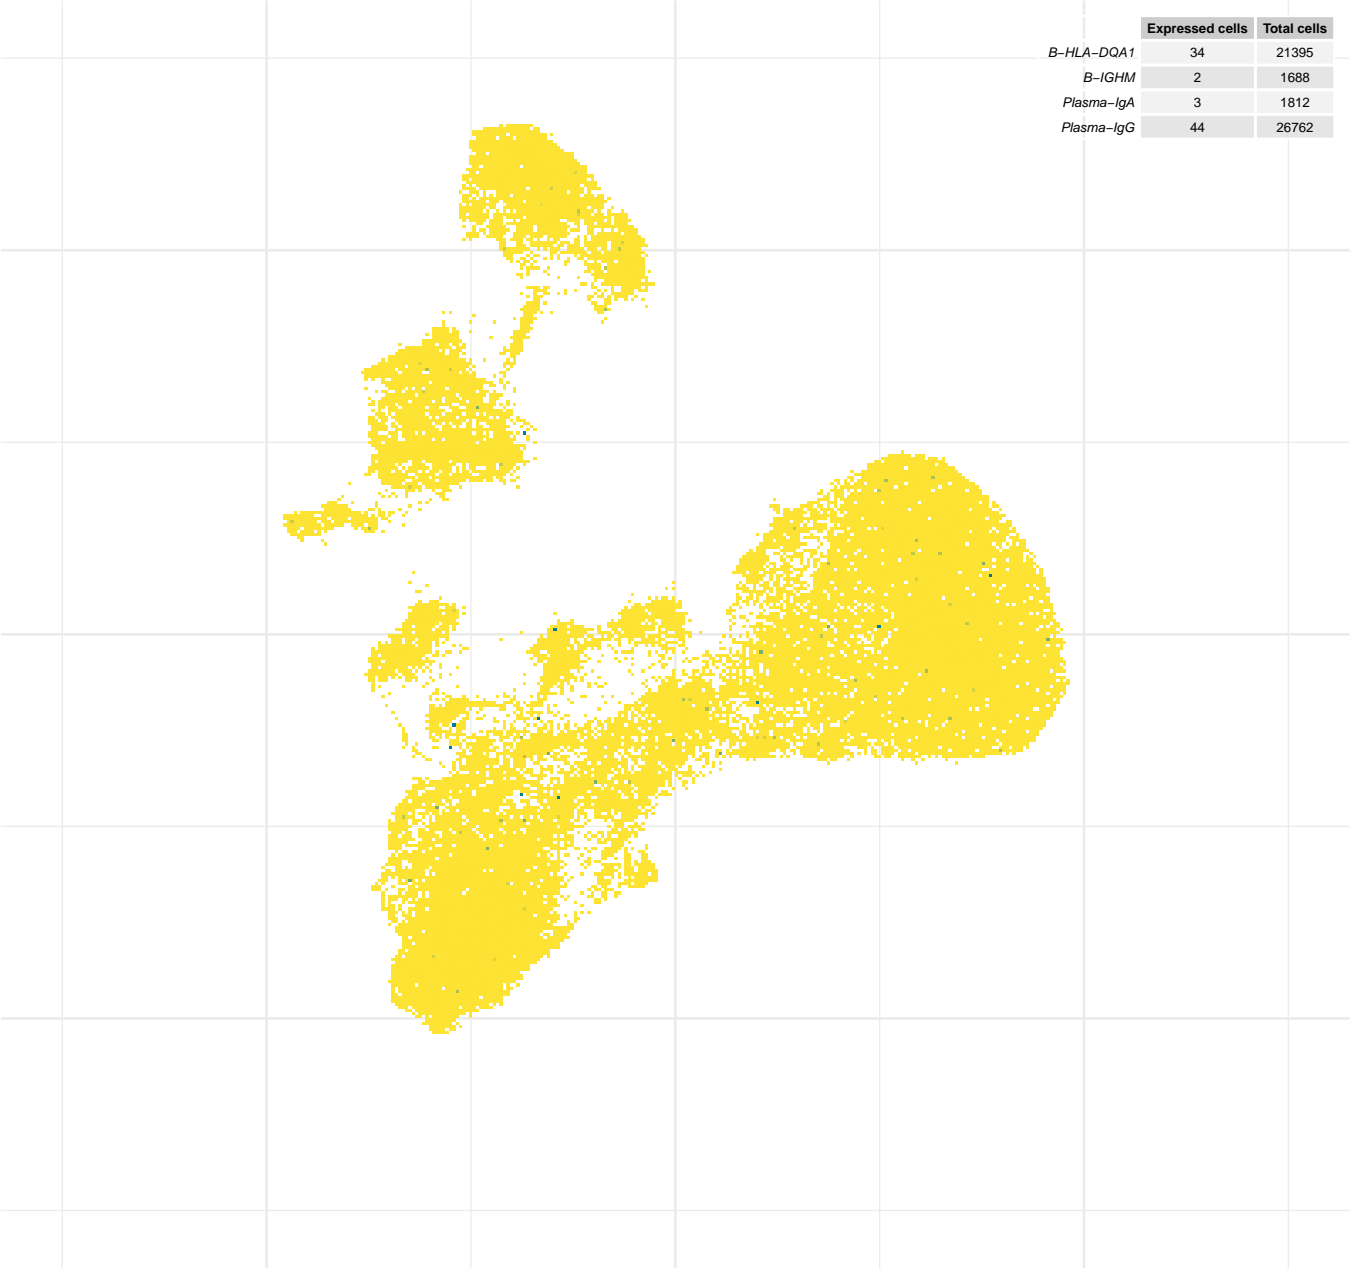 Expressed cells Total cells
B−HLA−DQA1 34 21395
B−IGHM 2 1688
Plasma−IgA 3 1812
Plasma−IgG 44 26762